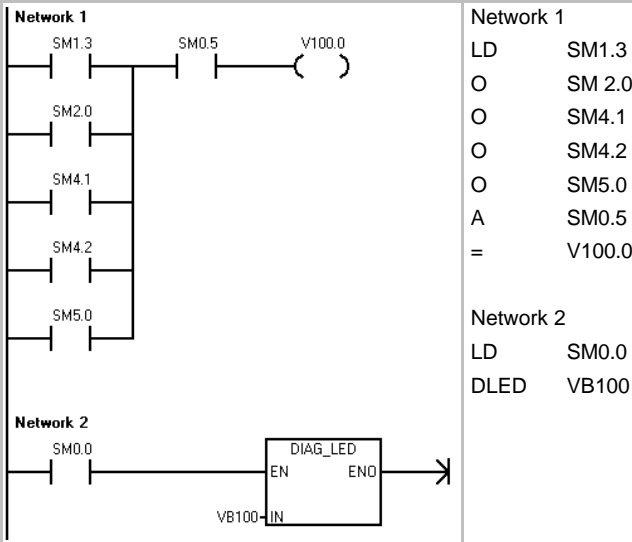 Network 1
SM1.3 SM0.5 V100.0
SM2.0
SM4.1
SM4.2
SM5.0
Network 2
SM0.0 DIAG_LED
EN ENO
VB100 IN
Network 1
LD SM1.3
O SM 2.0
O SM4.1
O SM4.2
O SM5.0
A SM0.5
= V100.0
Network 2
LD SM0.0
DLED VB100